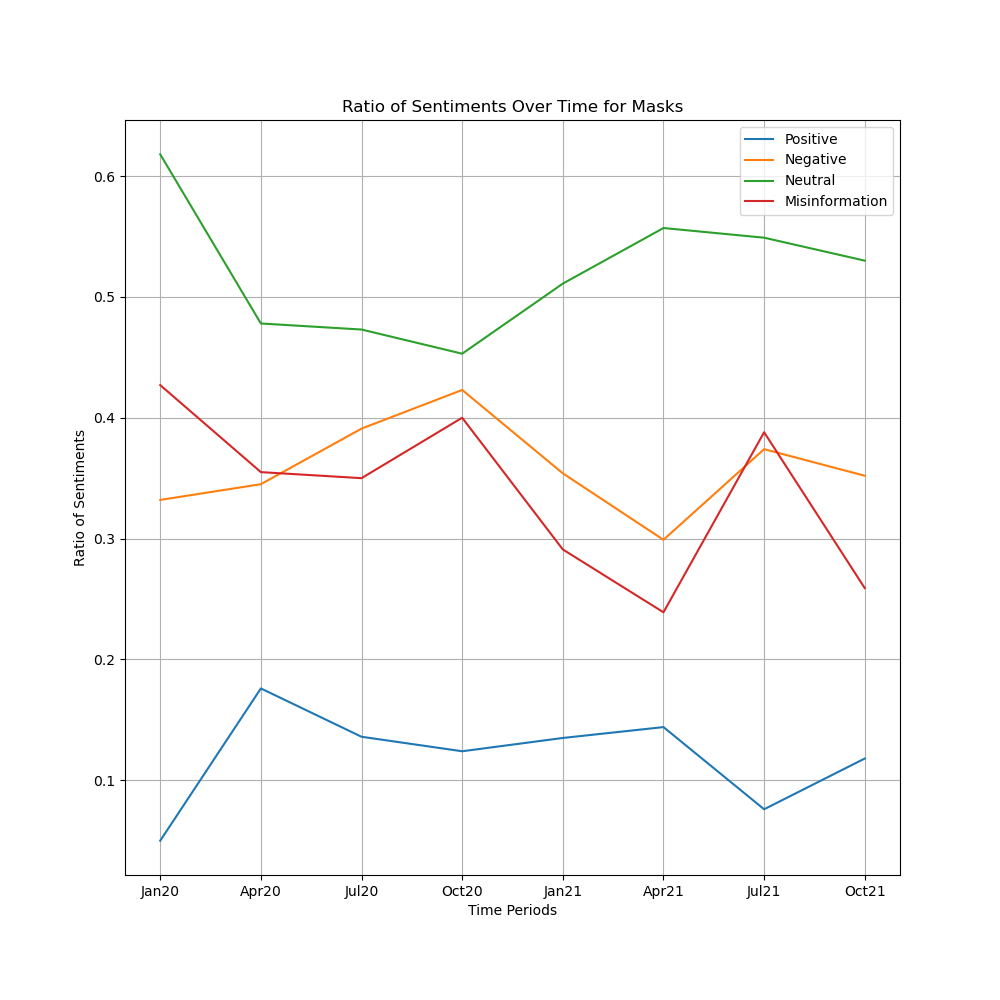 Ratio of Sentiments Over Time for Masks
Positive
Negative
Neutral
Misinformation
Ratio of Sentiments
0.6
0.5
0.4
0.3
0.2
0.1
Jan20 Apr20 Jul20 Oct20 Jan21 Apr21 Jul21 Oct21
Time Periods